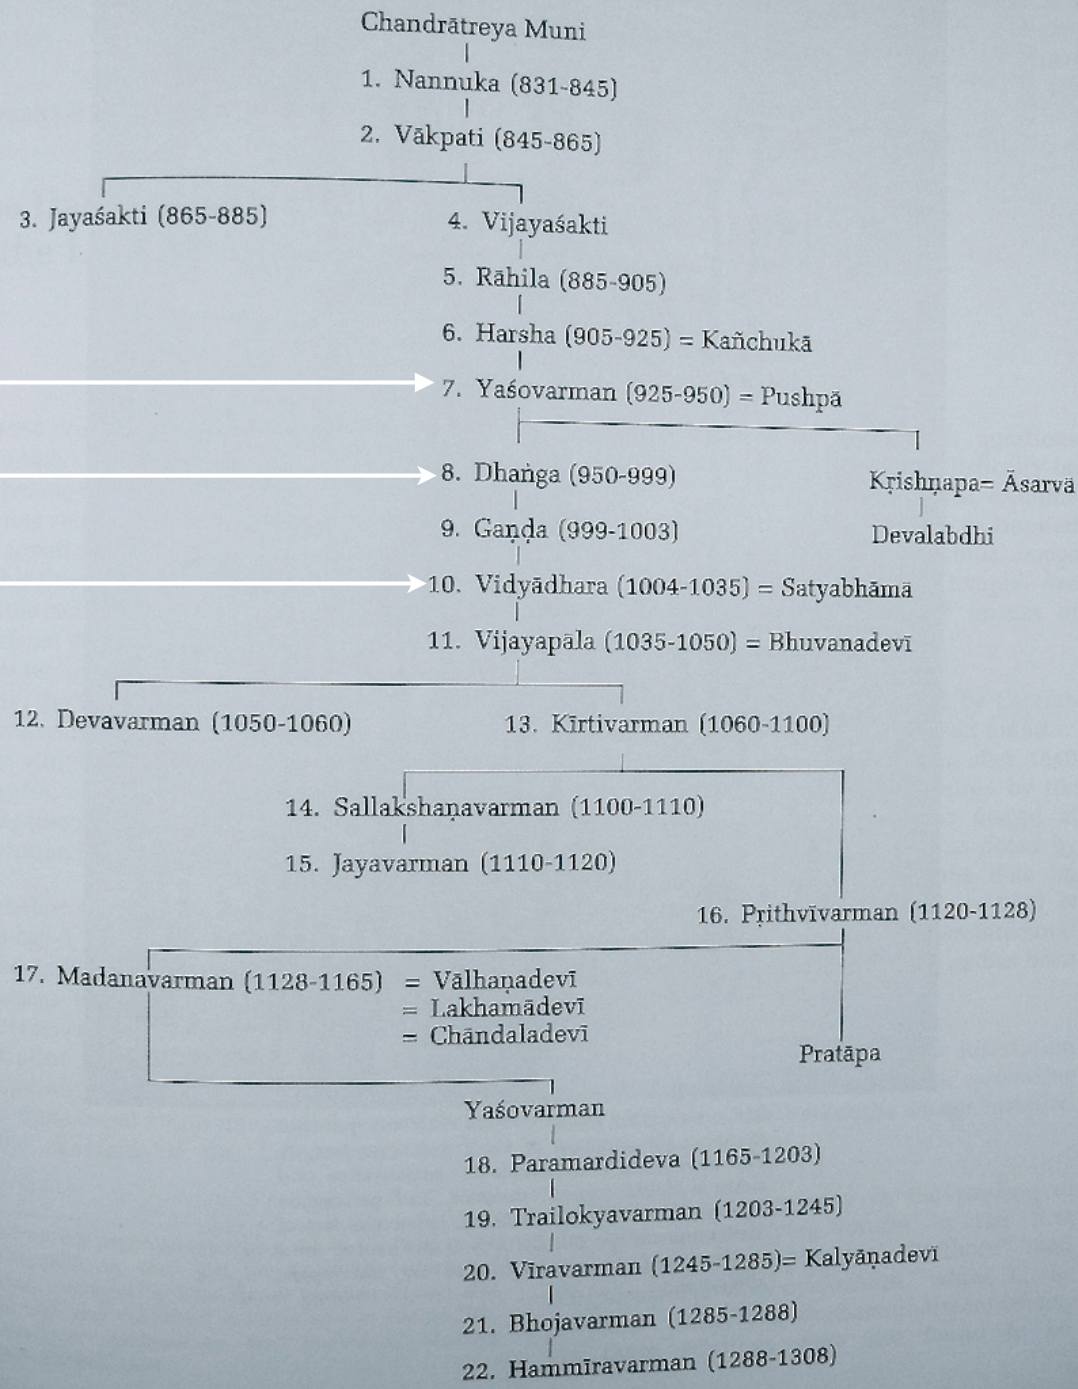 Chandrātreya Muni
1. Nannuka (831-845)
2. Vākpati (845-865)
3. Jayaśakti (865-885)
4. Vijayaśakti
5. Rāhila (885-905)
6. Harsha (905-925) = Kañchukā
7. Yaśovarman (925-950) = Pushpā
8. Dhaṅga (950-999)
Kṛishṇapa= Āsarvā
9. Gaṇḍa (999-1003)
Devalabdhi
10. Vidyādhara (1004-1035) = Satyabhāmā
11. Vijayapāla (1035-1050) = Bhuvanadevī
12. Devavarman (1050-1060)
13. Kīrtivarman (1060-1100)
14. Sallakshaṇavarman (1100-1110)
15. Jayavarman (1110-1120)
16. Pṛithvīvarman (1120-1128)
17. Madanavarman (1128-1165) = Vālhaṇadevī
= Lakhamādevī
= Chāndaladevī
Pratāpa
Yaśovarman
18. Paramardideva (1165-1203)
19. Trailokyavarman (1203-1245)
20. Vīravarman (1245-1285)= Kalyāṇadevī
21. Bhojavarman (1285-1288)
22. Hammīravarman (1288-1308)